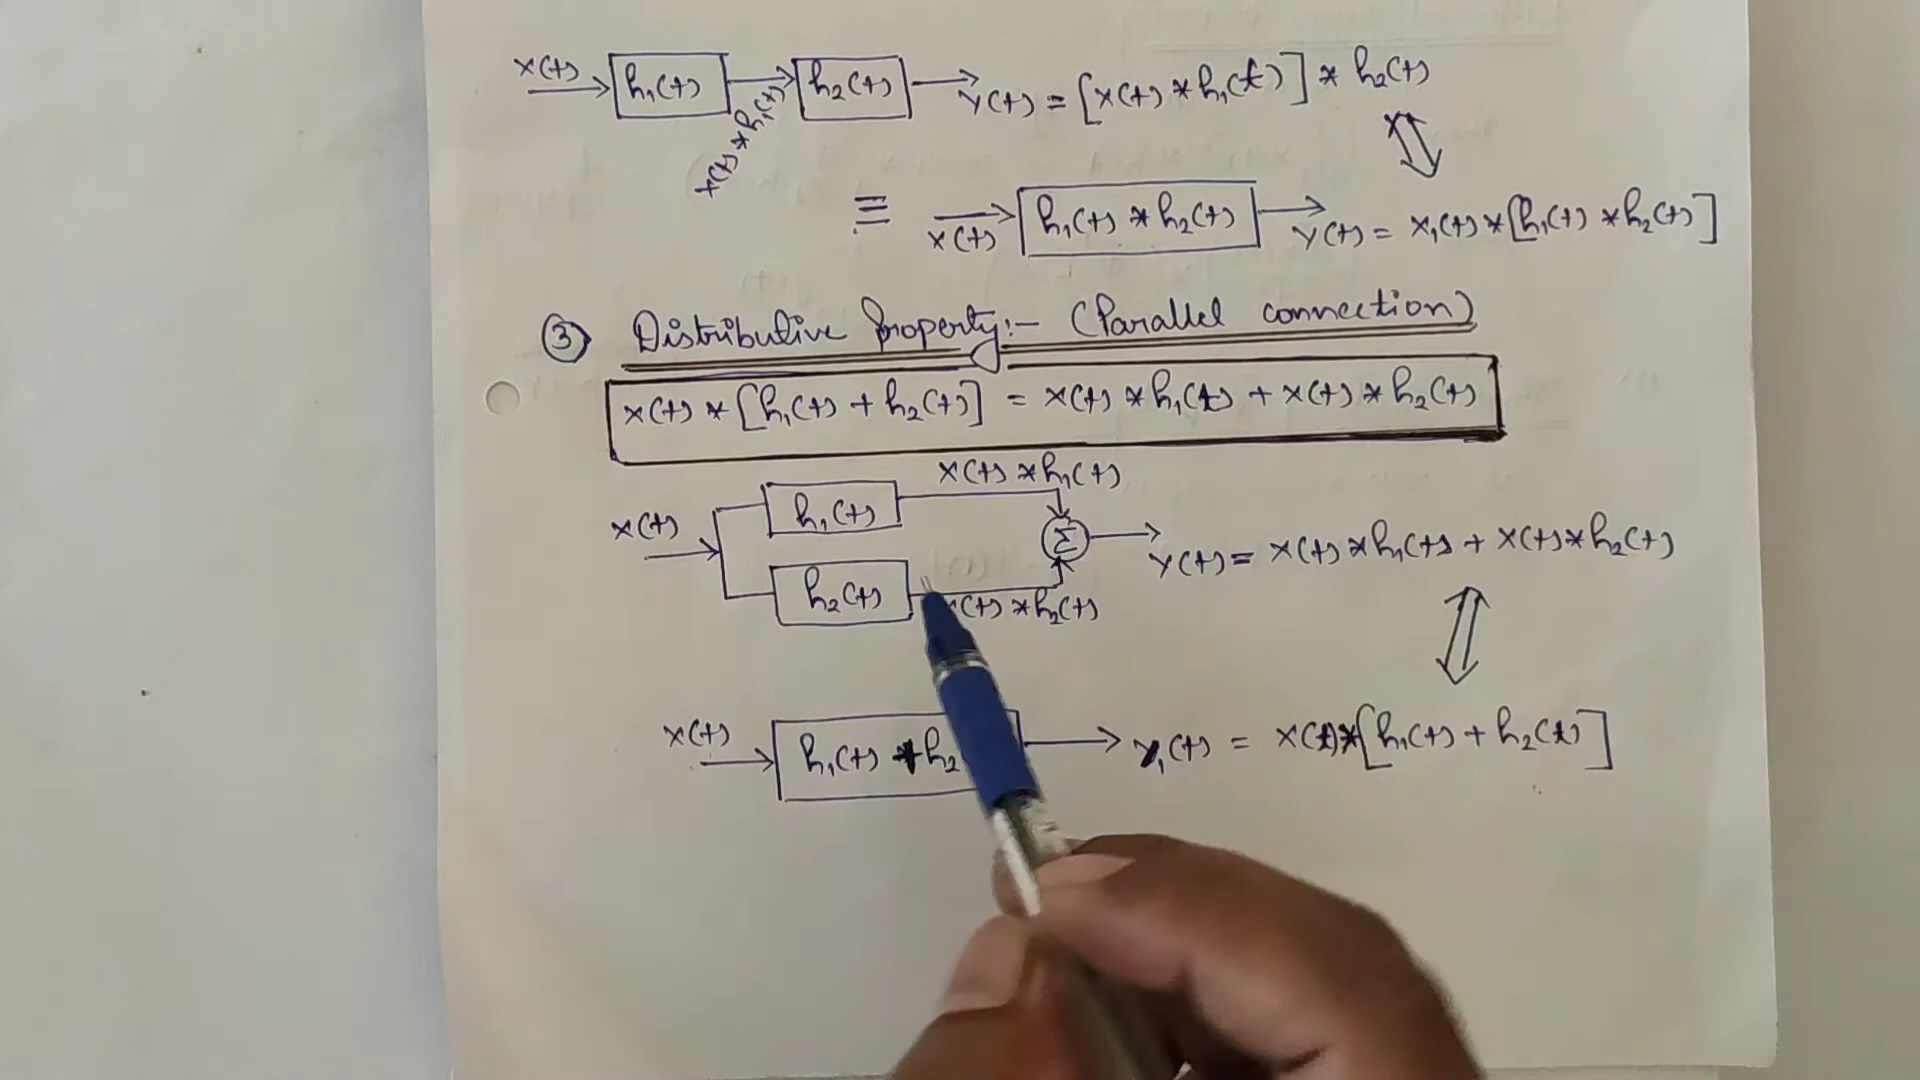 x(t) h₁(t) h₂(t) y(t) = [x(t) * h₁(t)] * h₂(t)
x(t) * h₁(t)
≡ x(t) h₁(t) * h₂(t) y(t) = x₁(t) * [h₁(t) * h₂(t)]
③ Distributive Property:- (Parallel connection)
x(t) * [h₁(t) + h₂(t)] = x(t) * h₁(t) + x(t) * h₂(t)
x(t) * h₁(t)
x(t) h₁(t) Σ y(t) = x(t) * h₁(t) + x(t) * h₂(t)
h₂(t) x(t) * h₂(t)
x(t) h₁(t) + h₂ y₁(t) = x(t) * [h₁(t) + h₂(t)]